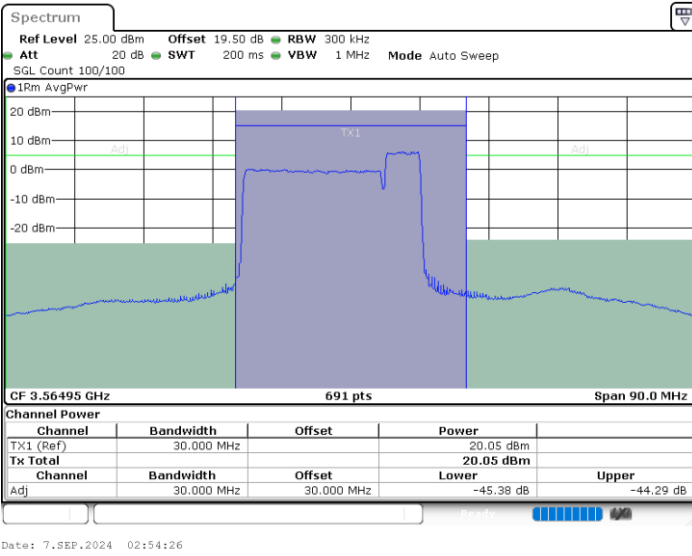 Spectrum
Ref Level 25.00 dBm Offset 19.50 dB RBW 300 kHz
Att 20 dB SWT 200 ms VBW 1 MHz Mode Auto Sweep
SGL Count 100/100
1Rm AvgPwr
20 dBm
TX1
10 dBm
Adj Adj
0 dBm
-10 dBm
-20 dBm
CF 3.56495 GHz 691 pts Span 90.0 MHz
Channel Power
Channel Bandwidth Offset Power
TX1 (Ref) 30.000 MHz 20.05 dBm
Tx Total 20.05 dBm
Channel Bandwidth Offset Lower Upper
Adj 30.000 MHz 30.000 MHz -45.38 dB -44.29 dB
Ready
Date: 7.SEP.2024 02:54:26